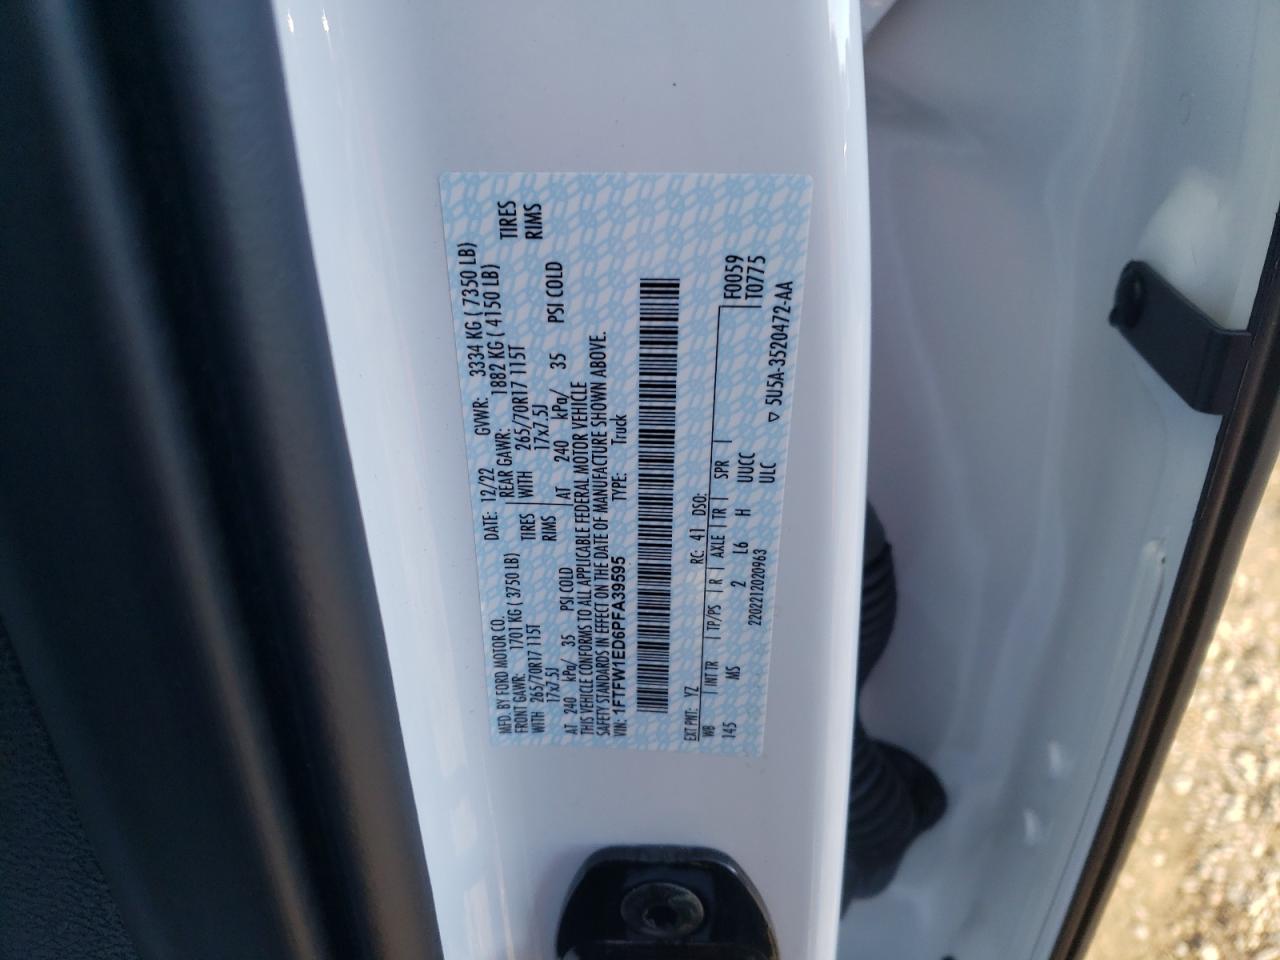 MFD. BY FORD MOTOR CO. DATE: 12/22 GVWR: 3334 KG ( 7350 LB)
FRONT GAWR: 1701 KG ( 3750 LB) REAR GAWR: 1882 KG ( 4150 LB)
WITH 265/70R17 115T TIRES WITH 265/70R17 115T TIRES
17x7.5J RIMS 17x7.5J RIMS
AT 240 kPa/ 35 PSI COLD AT 240 kPa/ 35 PSI COLD
THIS VEHICLE CONFORMS TO ALL APPLICABLE FEDERAL MOTOR VEHICLE
SAFETY STANDARDS IN EFFECT ON THE DATE OF MANUFACTURE SHOWN ABOVE.
VIN: 1FTFW1ED6PFA39595 TYPE: Truck
EXT PNT: YZ RC: 41 DSO:
WB INT TR TP/PS R AXLE TR SPR F0059
145 MS 2 L6 H UUCC T0775
2202212020963 ULC ▽ 5U5A-3520472-AA